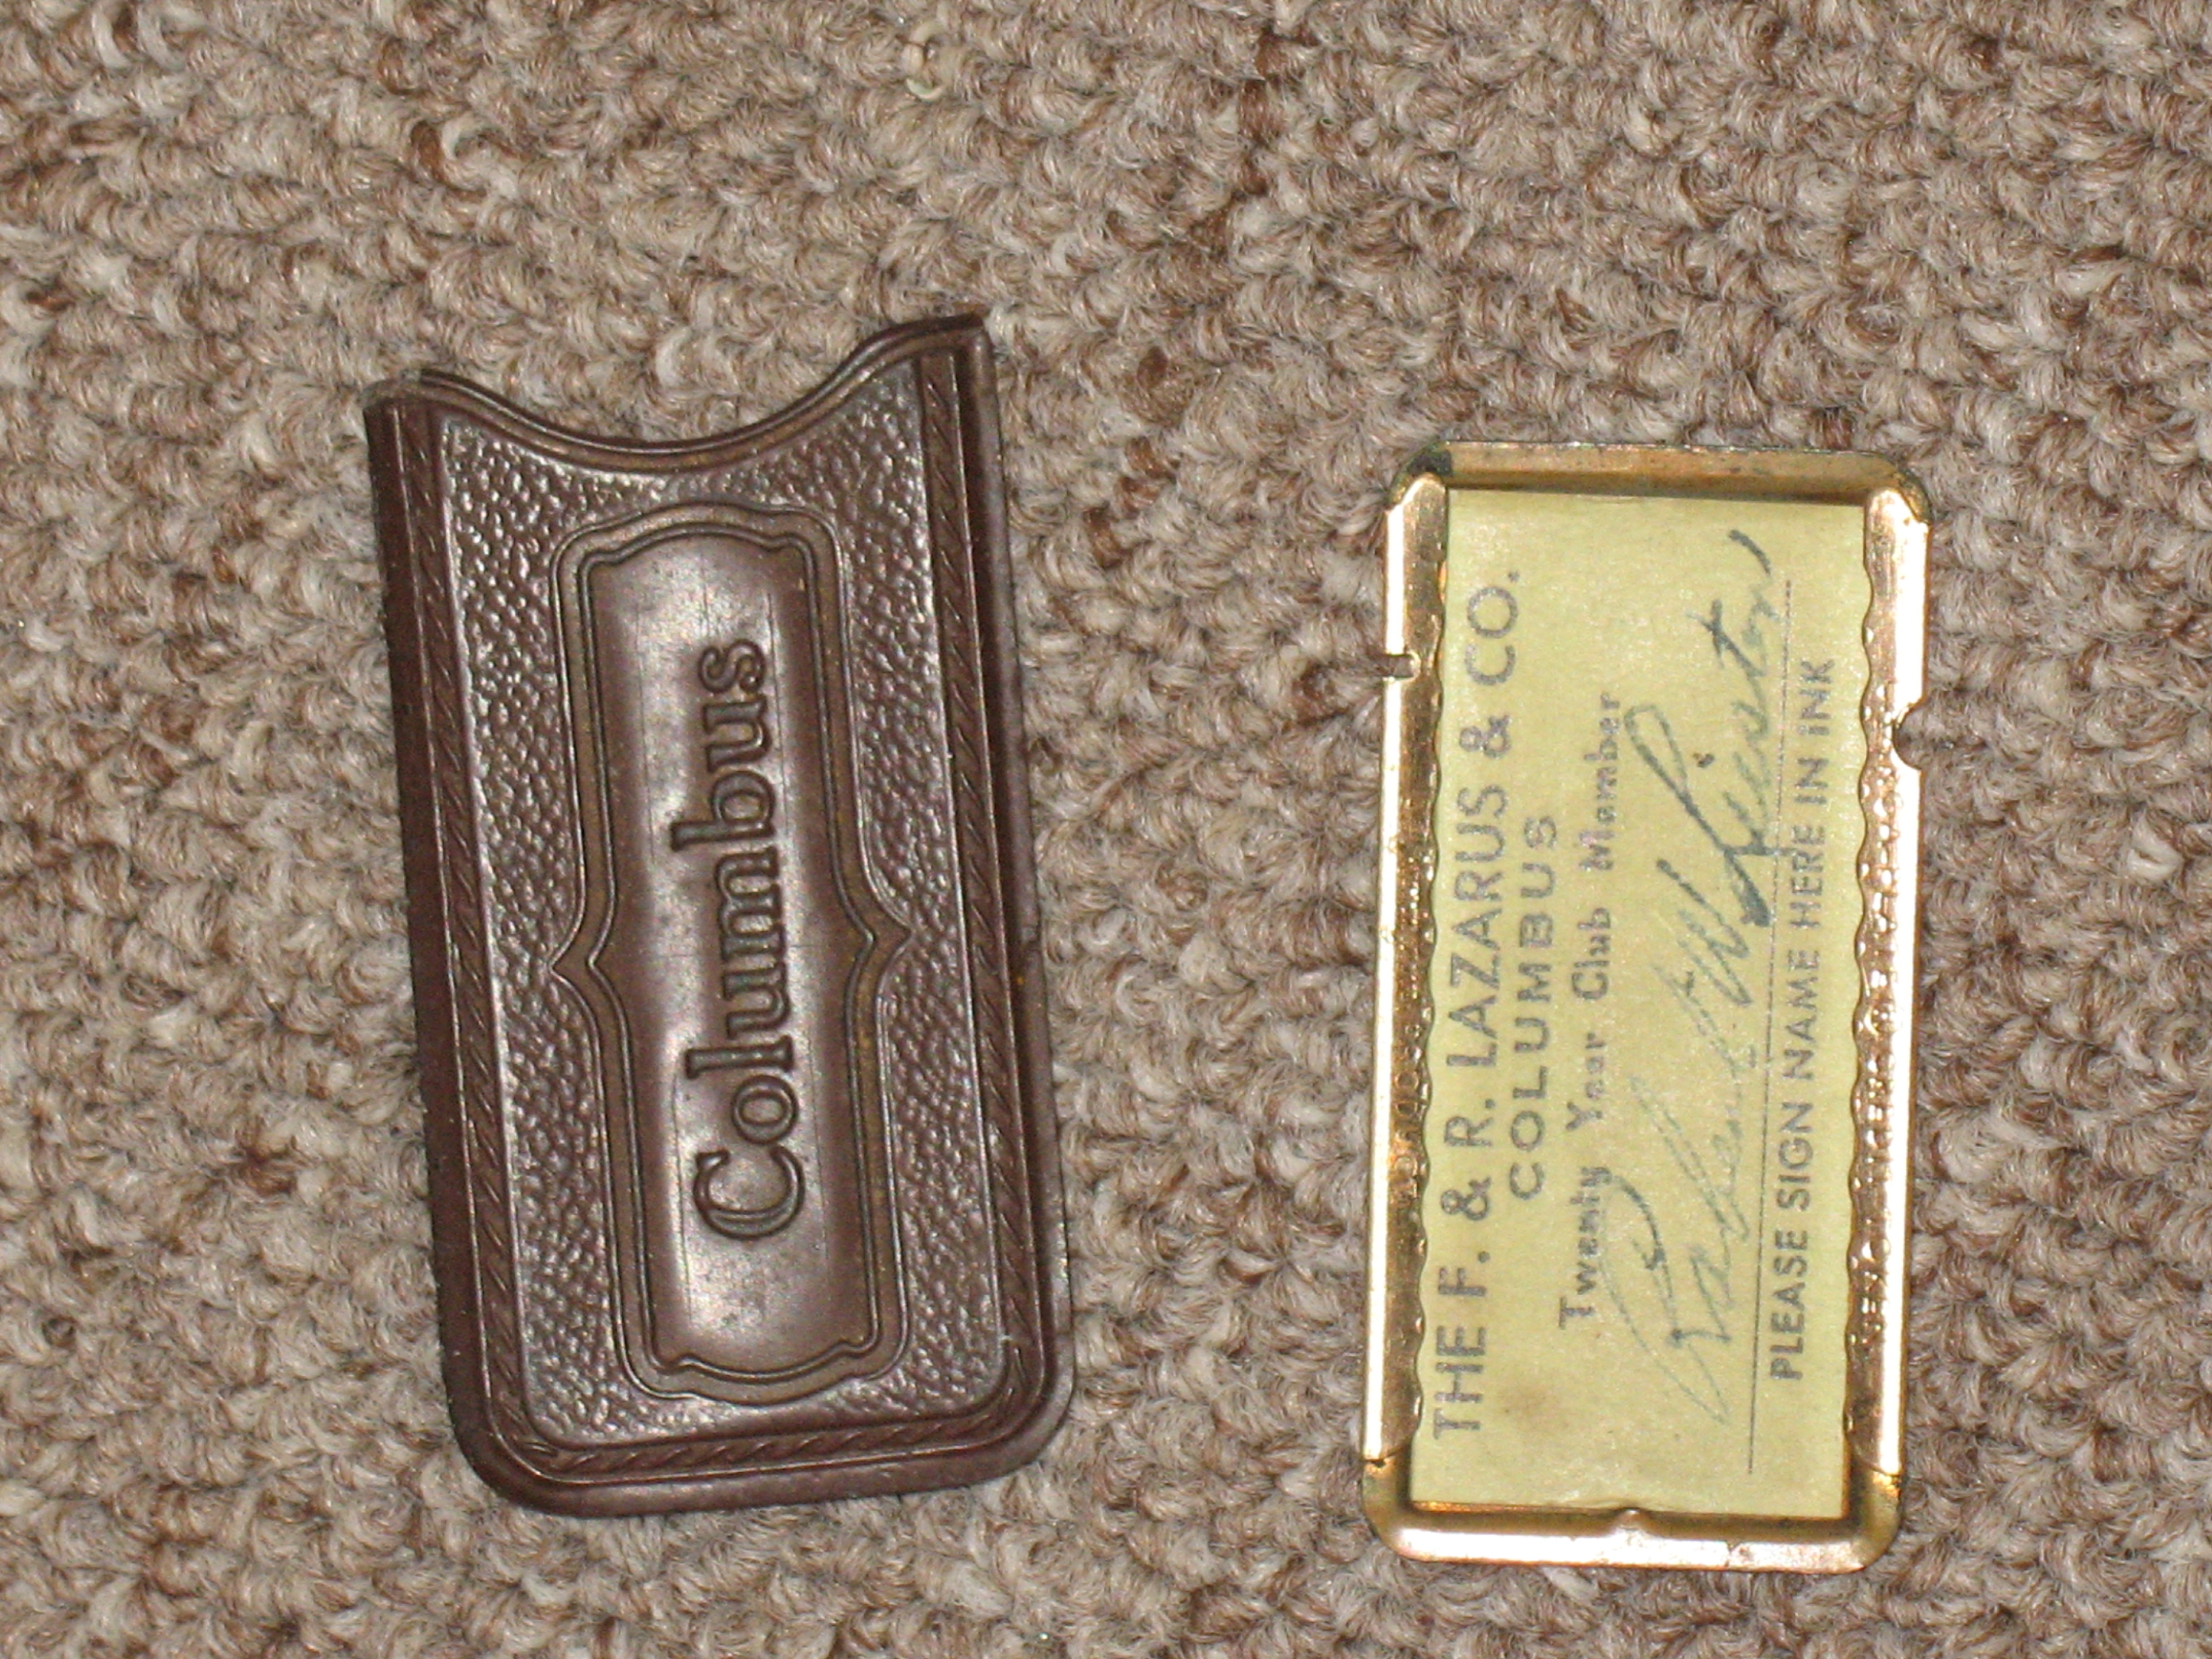 Columbus
THE F. & R. LAZARUS & CO.
COLUMBUS
Twenty Year Club Member
PLEASE SIGN NAME HERE IN INK